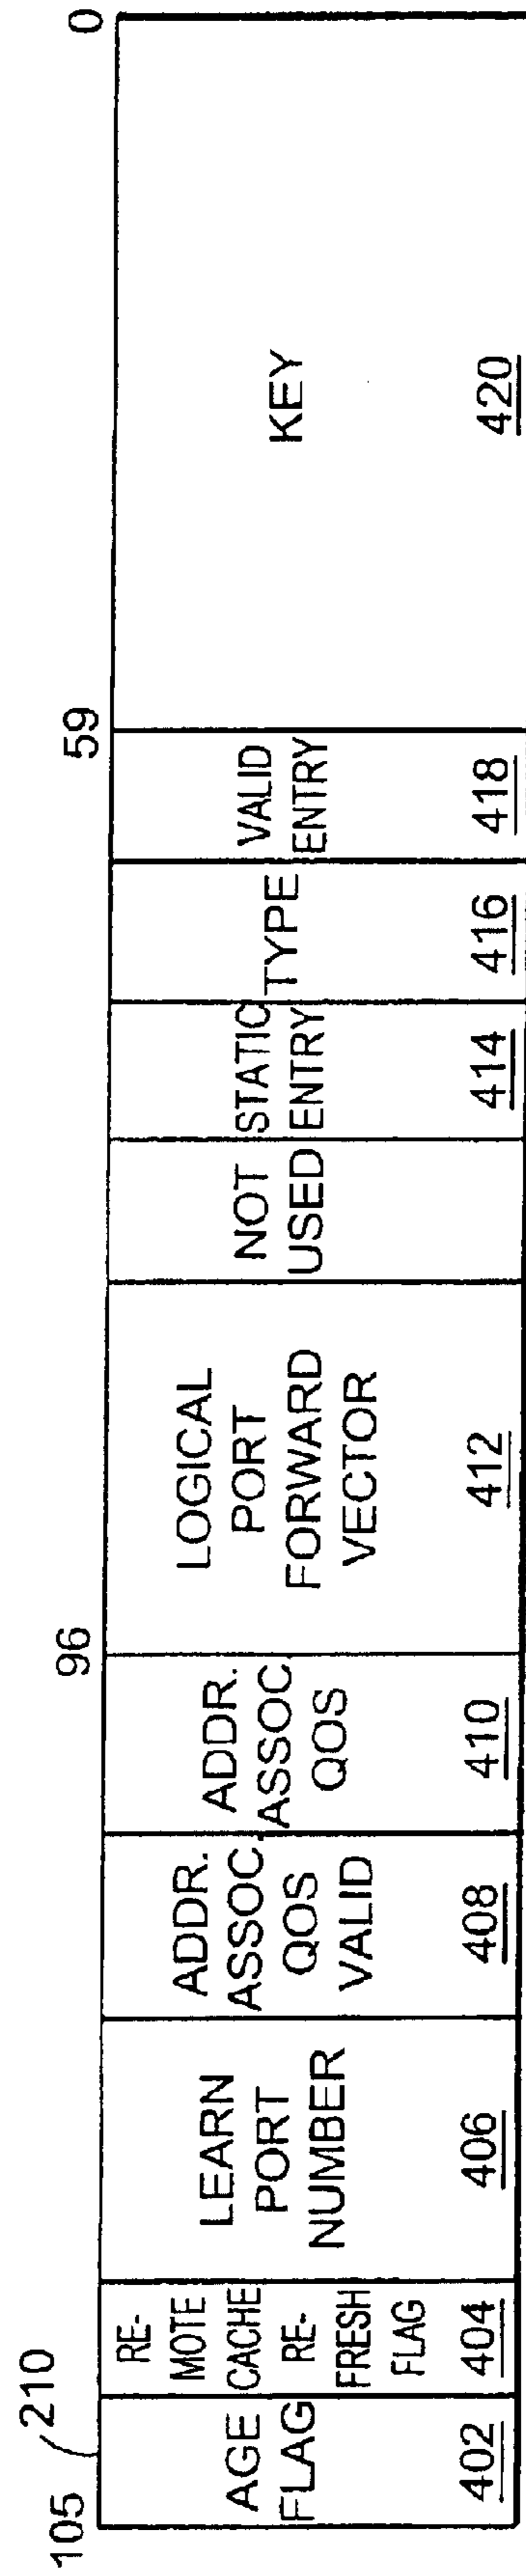 105
210
96
59
0
AGE
FLAG
402
RE-
MOTE
CACHE
RE-
FRESH
FLAG
404
LEARN
PORT
NUMBER
406
ADDR.
ASSOC
QOS
VALID
408
ADDR.
ASSOC
QOS
410
LOGICAL
PORT
FORWARD
VECTOR
412
NOT
USED
STATIC
ENTRY
414
TYPE
416
VALID
ENTRY
418
KEY
420